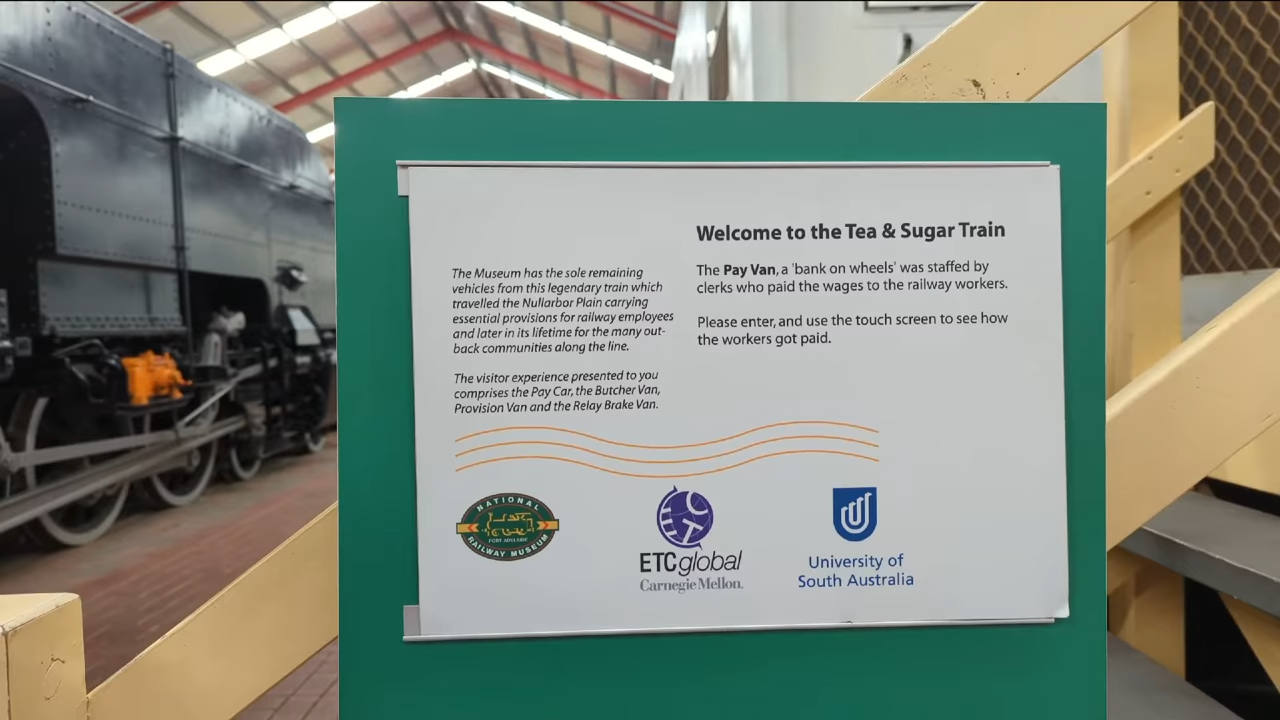 Welcome to the Tea & Sugar Train
The Pay Van, a 'bank on wheels' was staffed by
clerks who paid the wages to the railway workers.
Please enter, and use the touch screen to see how
the workers got paid.
The Museum has the sole remaining
vehicles from this legendary train which
travelled the Nullarbor Plain carrying
essential provisions for railway employees
and later in its lifetime for the many out-
back communities along the line.
The visitor experience presented to you
comprises the Pay Car, the Butcher Van,
Provision Van and the Relay Brake Van.
NATIONAL
PORT ADELAIDE
RAILWAY MUSEUM
ETC
ETCglobal
Carnegie Mellon.
University of
South Australia